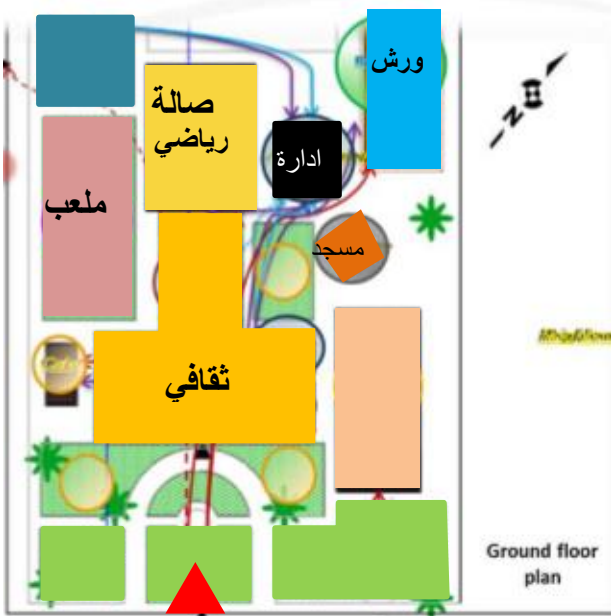 ورش
صالة
رياضي
ادارة
N
ملعب
مسجد
ثقافي
Ground floor
plan